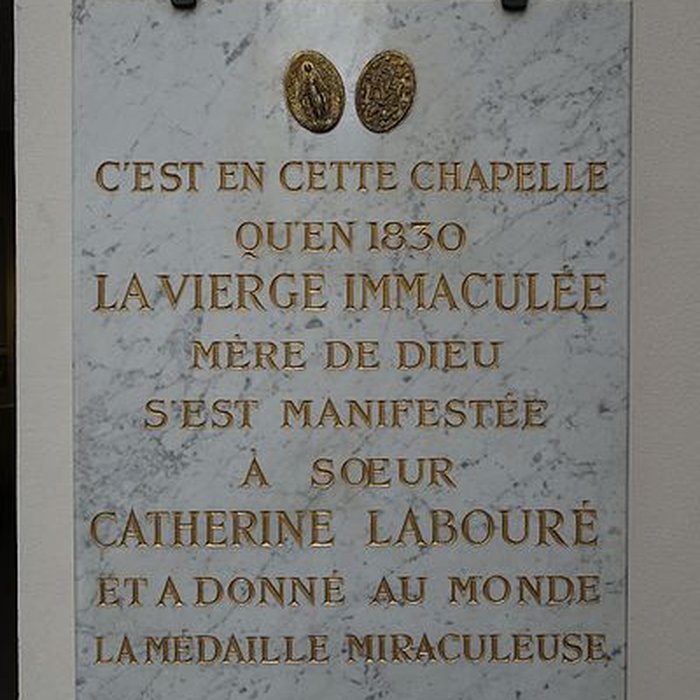 C'EST EN CETTE CHAPELLE
QU'EN 1830
LA VIERGE IMMACULÉE
MÈRE DE DIEU
S'EST MANIFESTÉE
À SŒUR
CATHERINE LABOURÉ
ET A DONNÉ AU MONDE
LA MÉDAILLE MIRACULEUSE